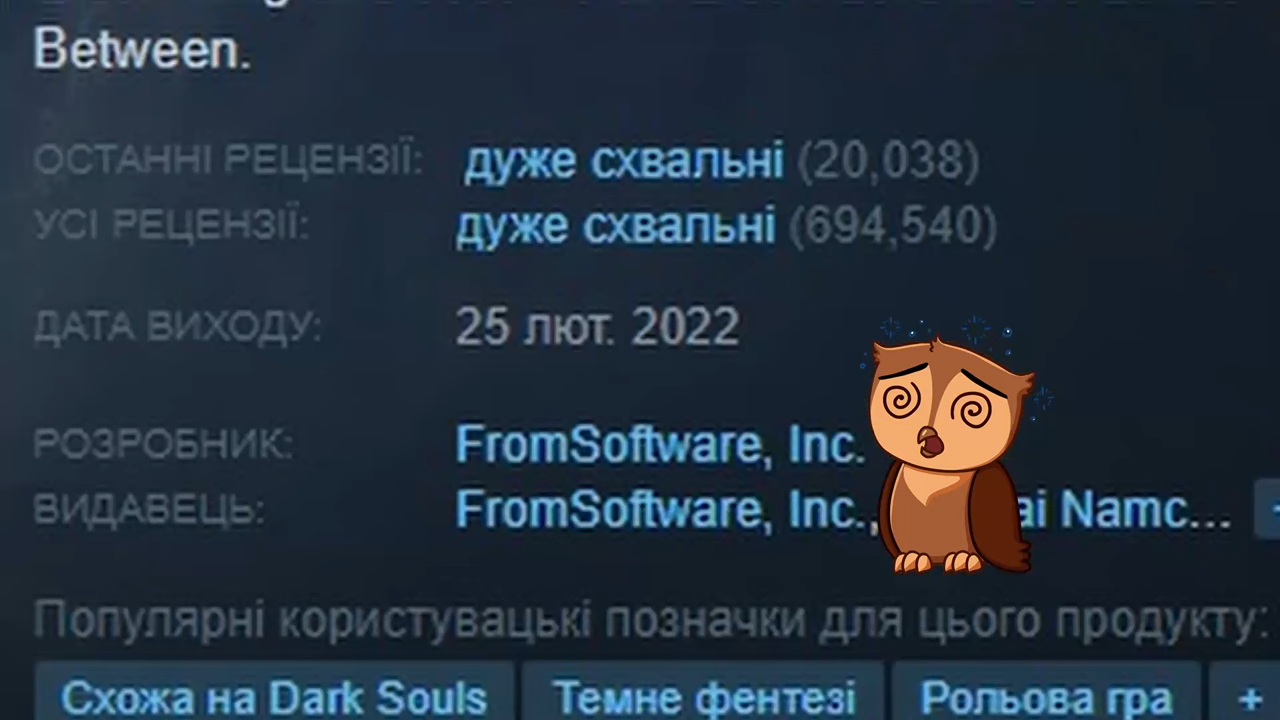 Between.
ОСТАННІ РЕЦЕНЗІЇ: дуже схвальні (20,038)
УСІ РЕЦЕНЗІЇ: дуже схвальні (694,540)
ДАТА ВИХОДУ: 25 лют. 2022
РОЗРОБНИК: FromSoftware, Inc.
ВИДАВЕЦЬ: FromSoftware, Inc., ai Namc...
Популярні користувацькі позначки для цього продукту:
Схожа на Dark Souls Темне фентезі Рольова гра +